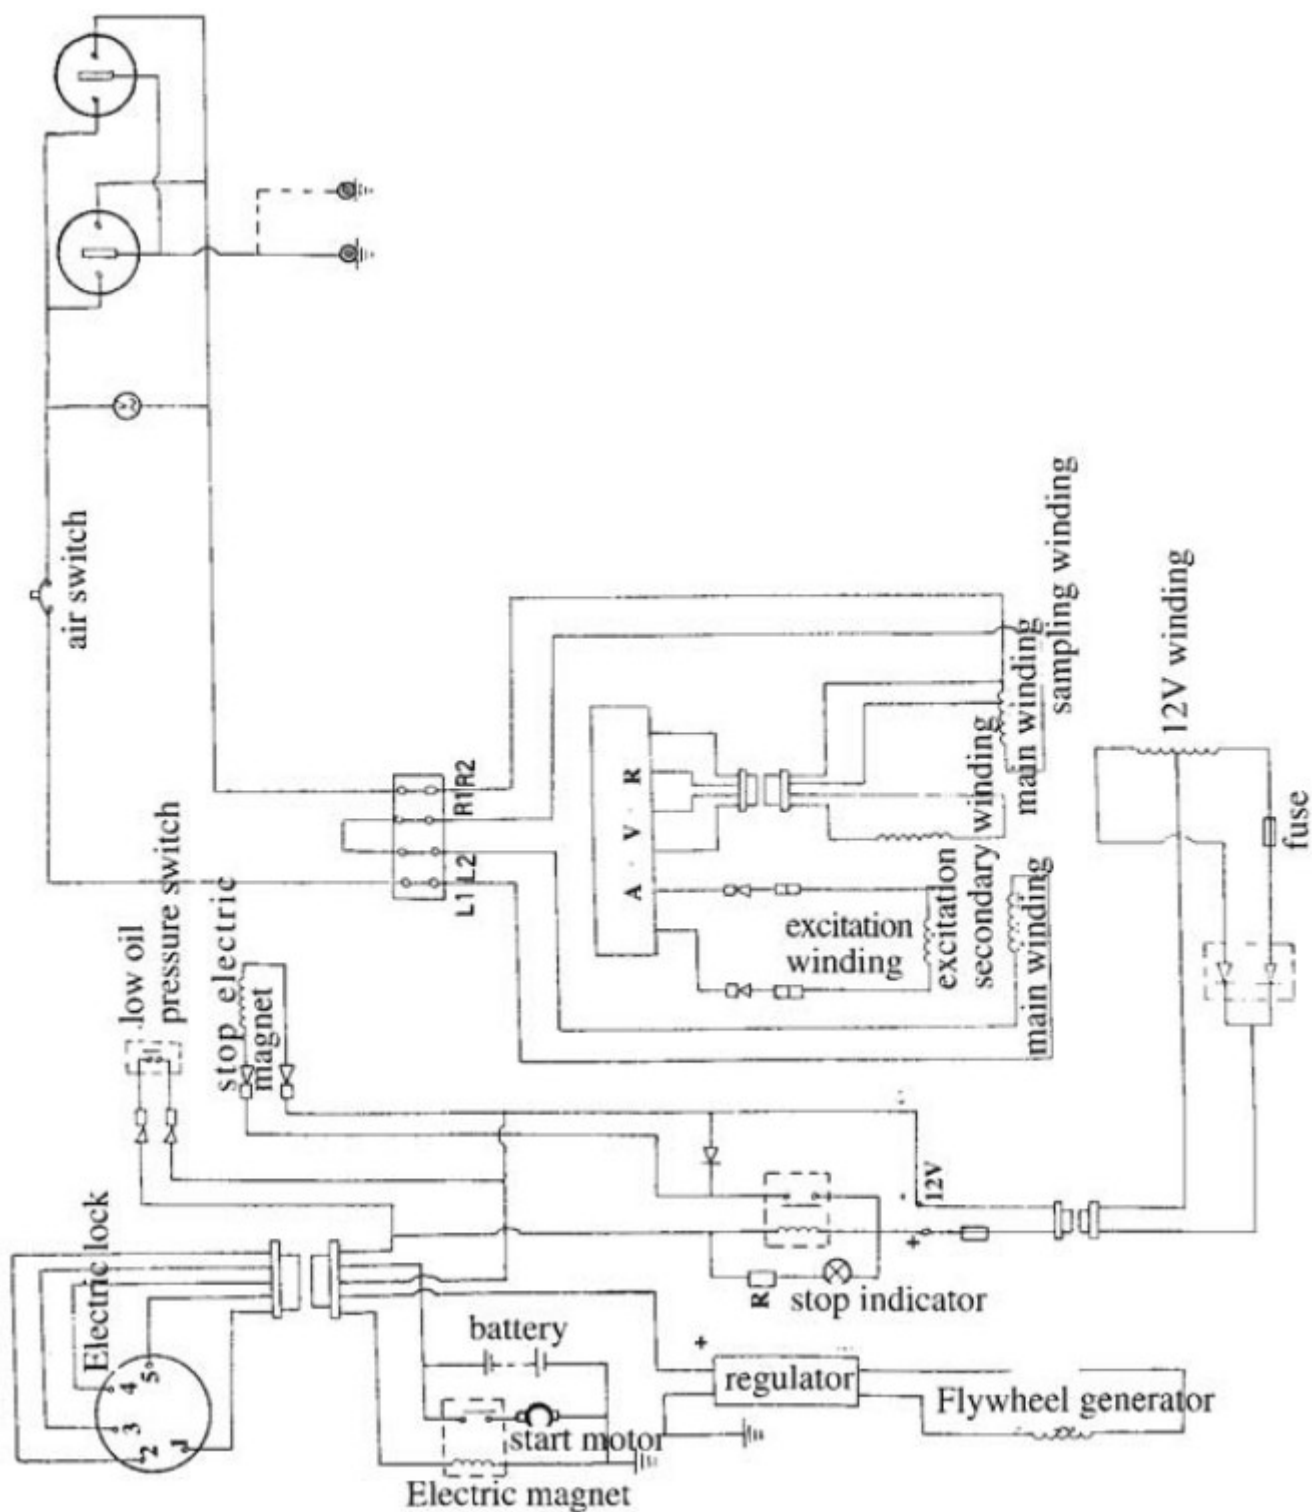 air switch
sampling winding
12V winding
main winding
R1R2
L1 L2
A · V · R
secondary winding
excitation
excitation
winding
main winding
fuse
pressure switch
.low oil
stop electric
magnet
12V
+
Electric lock
R
stop indicator
battery
+
regulator
Flywheel generator
5
4
3
2
1
start motor
Electric magnet